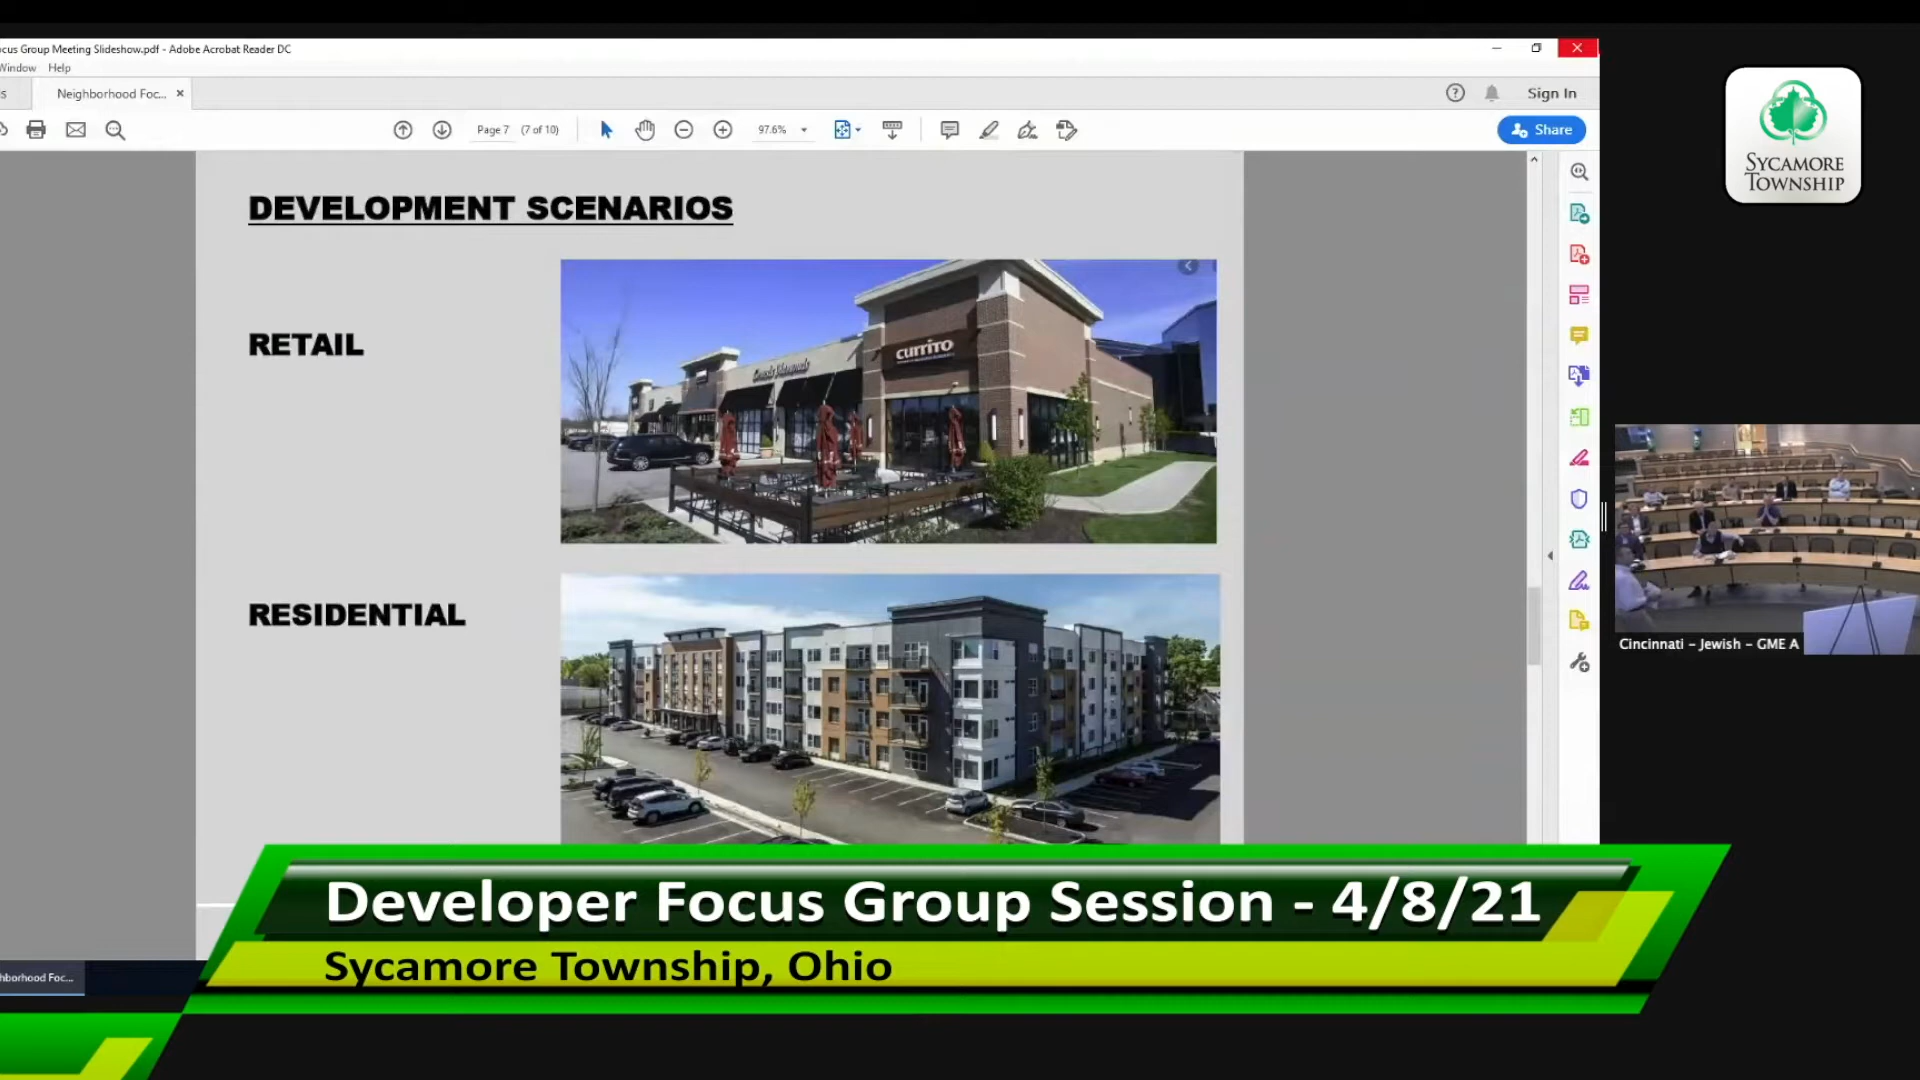 ocus Group Meeting Slideshow.pdf - Adobe Acrobat Reader DC
Window Help
s
Neighborhood Foc...
Sign In
Page 7 (7 of 10)
97.6%
Share
SYCAMORE
TOWNSHIP
DEVELOPMENT SCENARIOS
RETAIL
currito
RESIDENTIAL
Cincinnati - Jewish - GME A
Developer Focus Group Session - 4/8/21
Sycamore Township, Ohio
hborhood Foc...